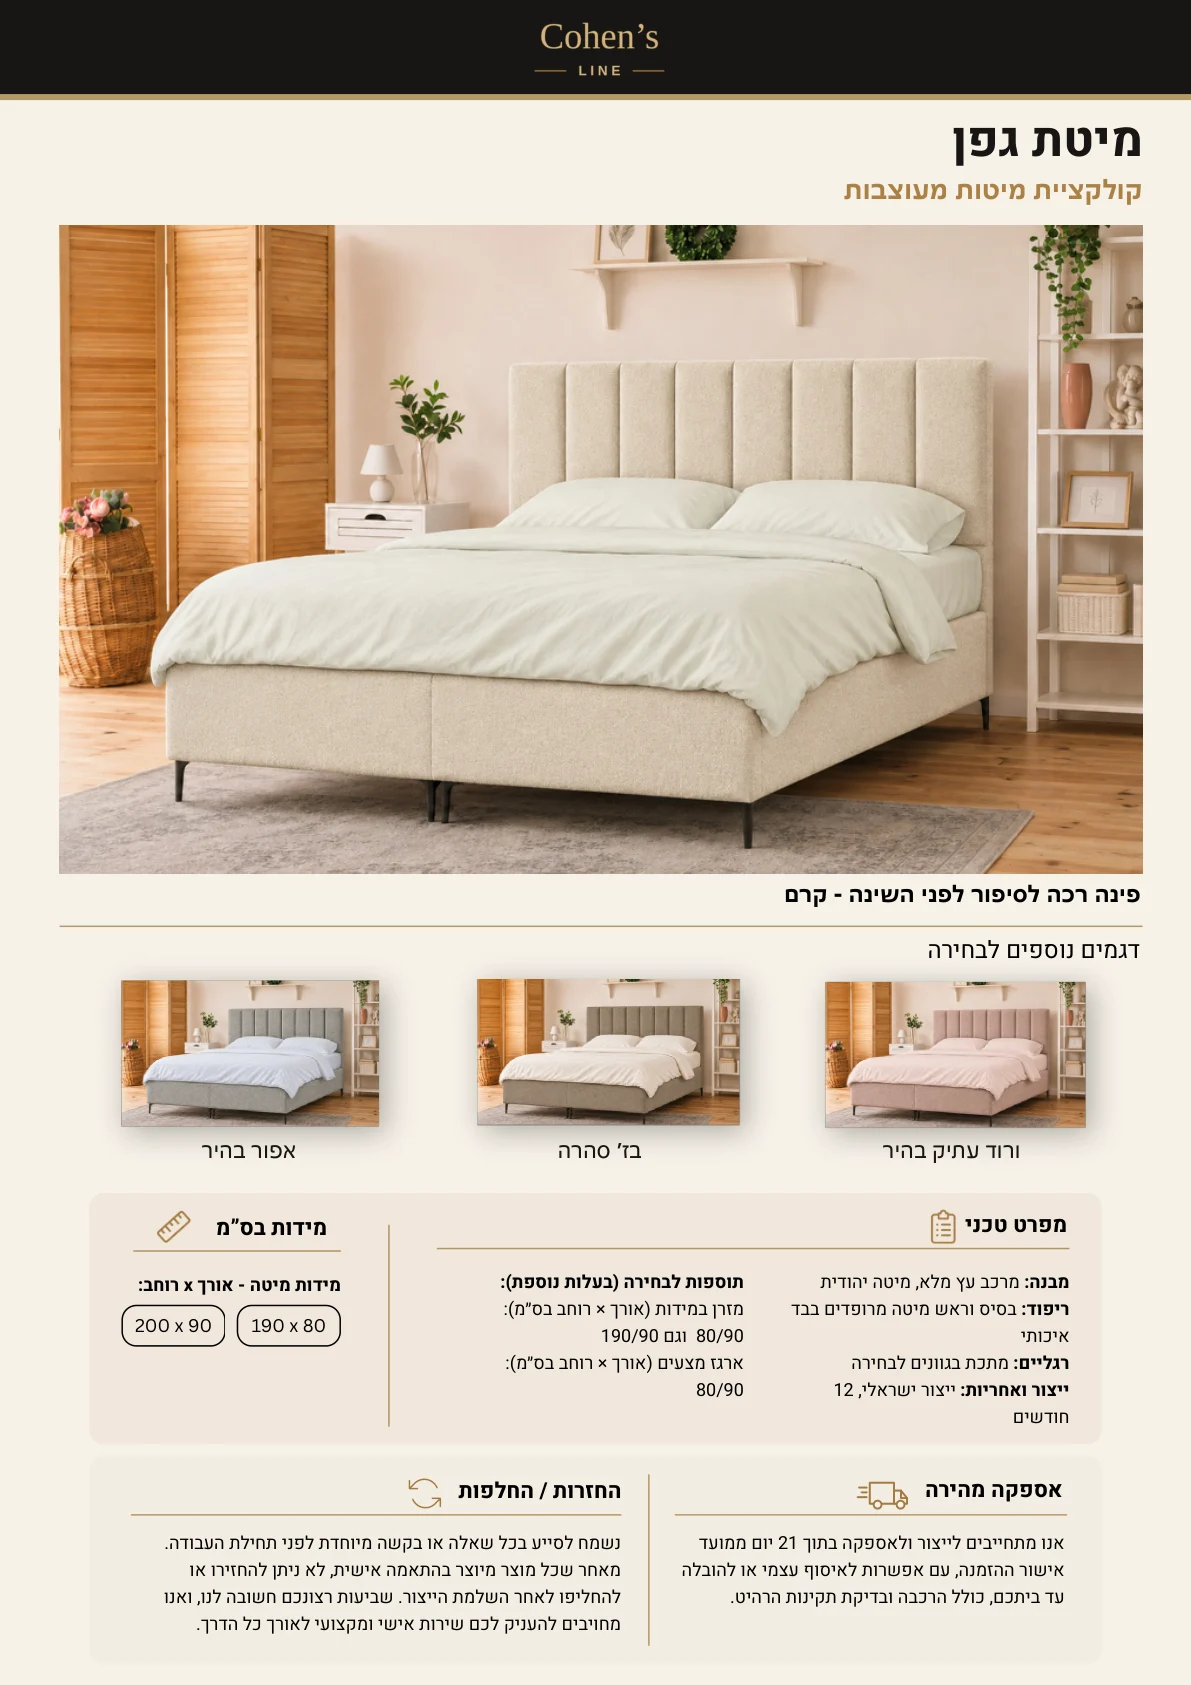 Cohen’s
LINE
מיטת גפן
קולקציית מיטות מעוצבות
פינה רכה לסיפור לפני השינה - קרם
דגמים נוספים לבחירה
ורוד עתיק בהיר
בז’ סהרה
אפור בהיר
מפרט טכני
מבנה: מרכב עץ מלא, מיטה יהודית
ריפוד: בסיס וראש מיטה מרופדים בבד
איכותי
רגליים: מתכת בגוונים לבחירה
ייצור ואחריות: ייצור ישראלי, 12
חודשים
תוספות לבחירה (בעלות נוספת):
מזרן במידות (אורך × רוחב בס״מ):
80/90 וגם 190/90
ארגז מצעים (אורך × רוחב בס״מ):
80/90
מידות בס”מ
מידות מיטה - אורך x רוחב:
190 x 80
200 x 90
אספקה מהירה
אנו מתחייבים לייצור ולאספקה בתוך 21 יום ממועד
אישור ההזמנה, עם אפשרות לאיסוף עצמי או להובלה
עד ביתכם, כולל הרכבה ובדיקת תקינות הרהיט.
החזרות / החלפות
נשמח לסייע בכל שאלה או בקשה מיוחדת לפני תחילת העבודה.
מאחר שכל מוצר מיוצר בהתאמה אישית, לא ניתן להחזירו או
להחליפו לאחר השלמת הייצור. שביעות רצונכם חשובה לנו, ואנו
מחויבים להעניק לכם שירות אישי ומקצועי לאורך כל הדרך.